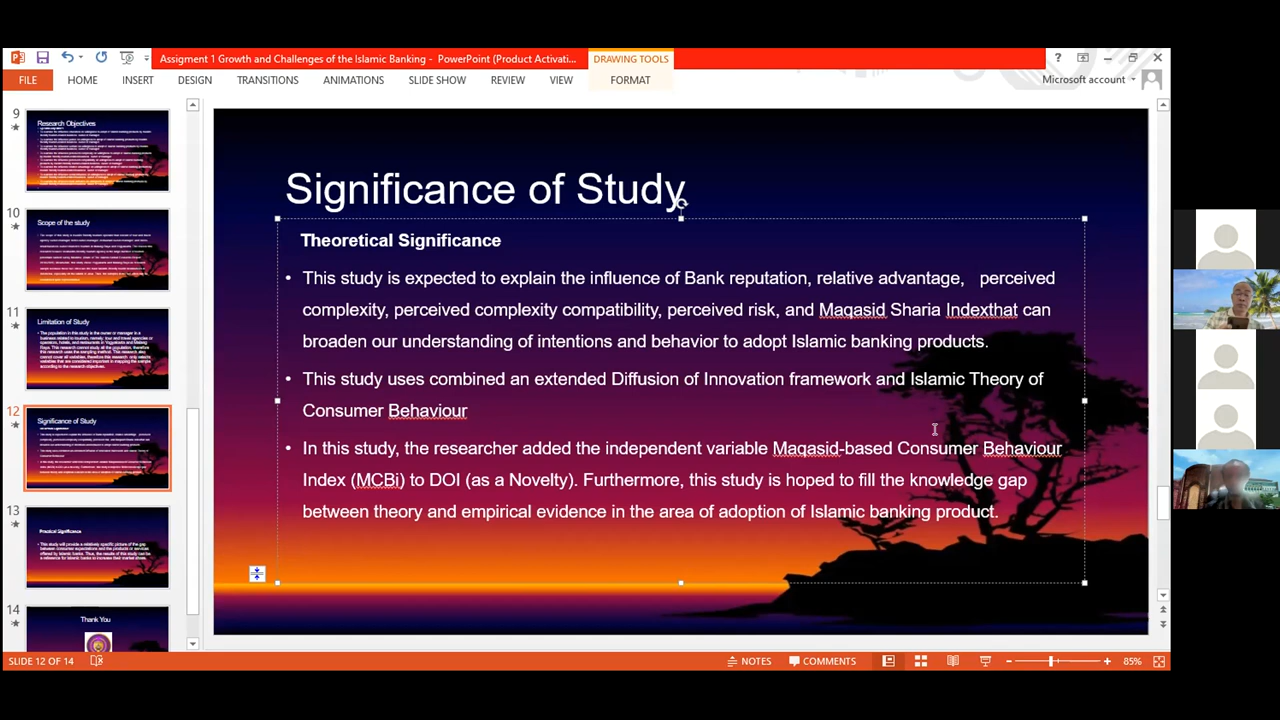 Assigment 1 Growth and Challenges of the Islamic Banking - PowerPoint (Product Activati...
DRAWING TOOLS
?
FILE HOME INSERT DESIGN TRANSITIONS ANIMATIONS SLIDE SHOW REVIEW VIEW FORMAT Microsoft account
9
Research Objectives
10
Scope of the study
11
Limitation of Study
12
Significance of Study
13
Practical Significance
14
Thank You
Significance of Study
Theoretical Significance
• This study is expected to explain the influence of Bank reputation, relative advantage, perceived
complexity, perceived complexity compatibility, perceived risk, and Maqasid Sharia Indexthat can
broaden our understanding of intentions and behavior to adopt Islamic banking products.
• This study uses combined an extended Diffusion of Innovation framework and Islamic Theory of
Consumer Behaviour
• In this study, the researcher added the independent variable Maqasid-based Consumer Behaviour
Index (MCBi) to DOI (as a Novelty). Furthermore, this study is hoped to fill the knowledge gap
between theory and empirical evidence in the area of adoption of Islamic banking product.
SLIDE 12 OF 14
NOTES COMMENTS 85%